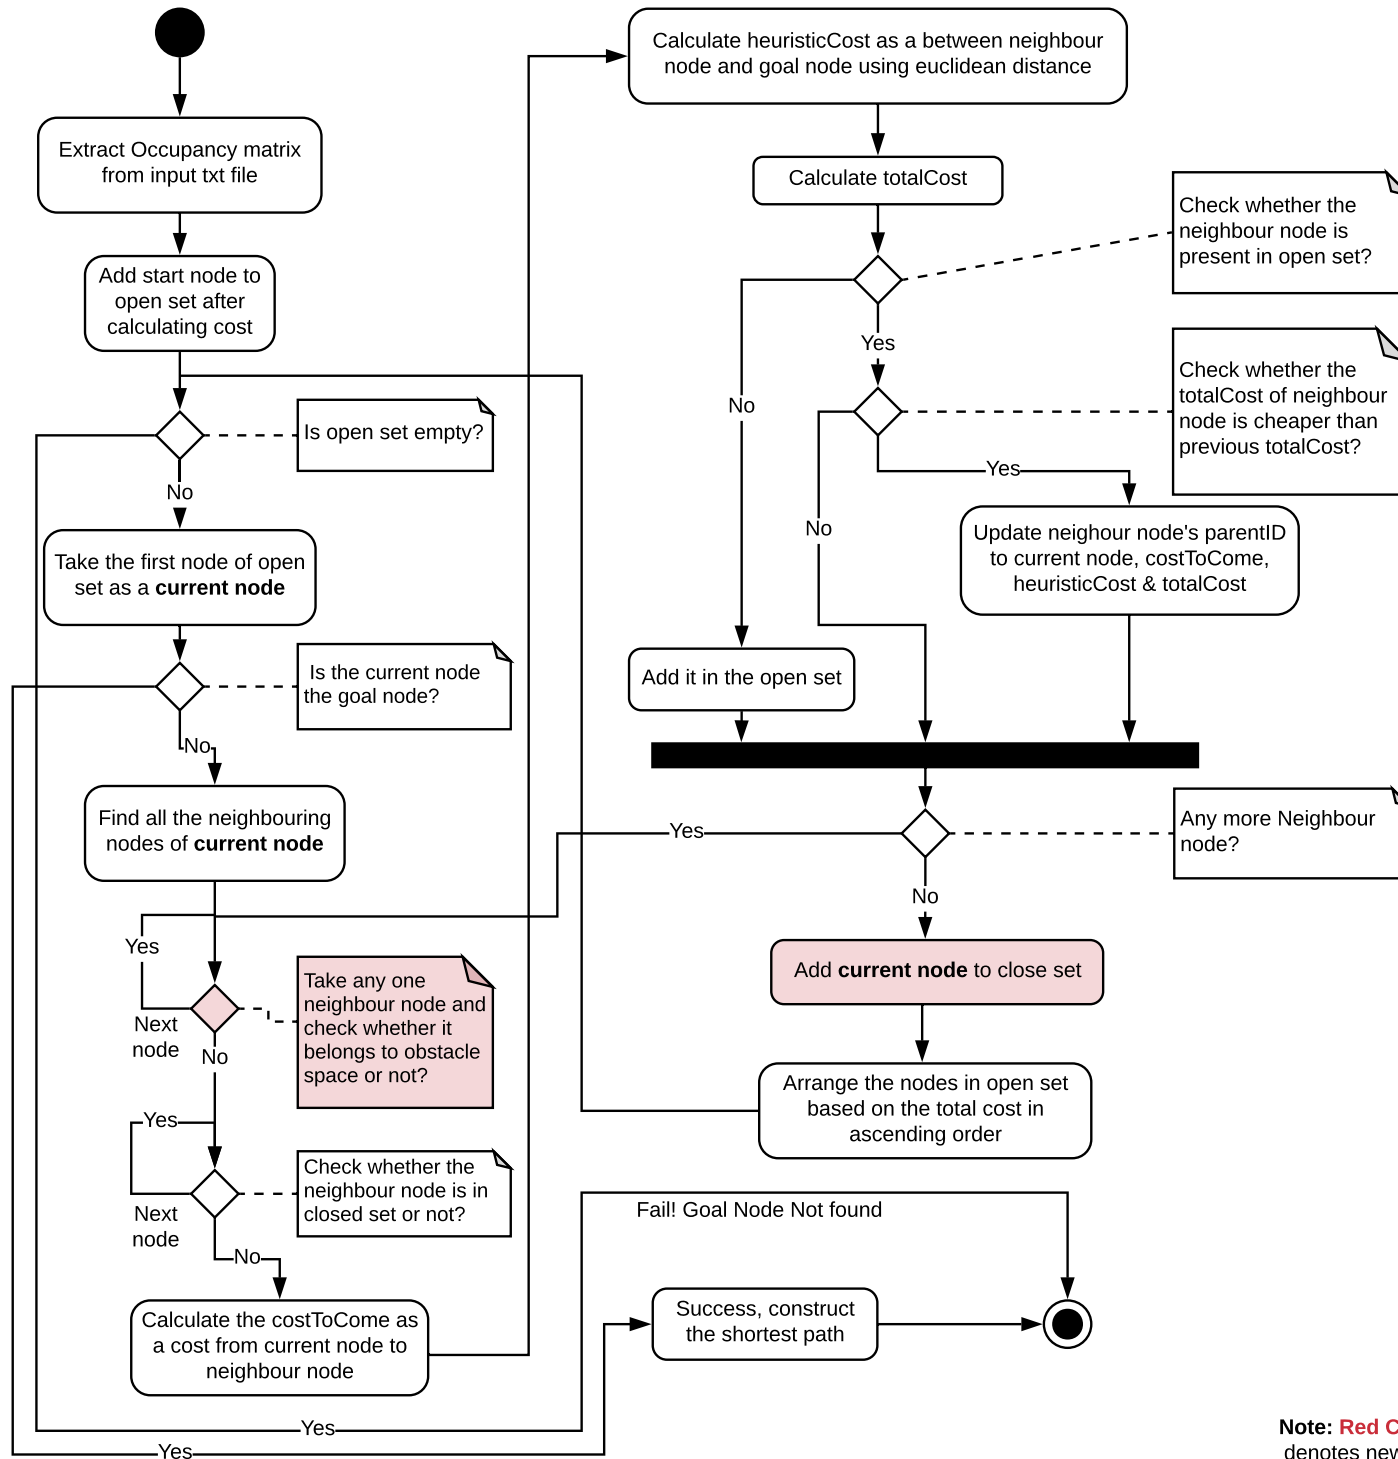 Extract Occupancy matrix
from input txt file
Add start node to
open set after
calculating cost
Is open set empty?
No
Take the first node of open
set as a current node
Is the current node
the goal node?
No
Find all the neighbouring
nodes of current node
Yes
Next
node
No
Take any one
neighbour node and
check whether it
belongs to obstacle
space or not?
Yes
Next
node
Check whether the
neighbour node is in
closed set or not?
No
Calculate the costToCome as
a cost from current node to
neighbour node
Yes
Yes
Calculate heuristicCost as a between neighbour
node and goal node using euclidean distance
Calculate totalCost
Check whether the
neighbour node is
present in open set?
Yes
No
Check whether the
totalCost of neighbour
node is cheaper than
previous totalCost?
Yes
No
Update neighour node's parentID
to current node, costToCome,
heuristicCost & totalCost
Add it in the open set
Yes
Any more Neighbour
node?
No
Add current node to close set
Arrange the nodes in open set
based on the total cost in
ascending order
Fail! Goal Node Not found
Success, construct
the shortest path
Note: Red
denotes